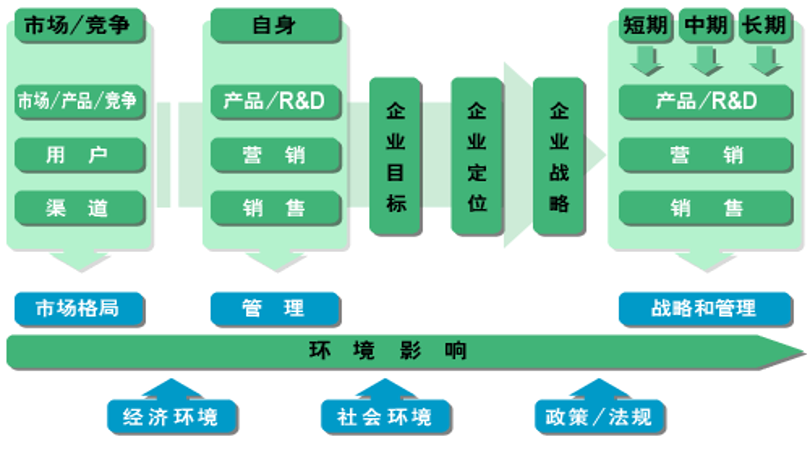 市场/竞争
市场/产品/竞争
用户
渠道
市场格局
自身
产品/R&D
营销
销售
管理
企业目标
企业定位
企业战略
短期 中期 长期
产品/R&D
营销
销售
战略和管理
环境影响
经济环境
社会环境
政策/法规